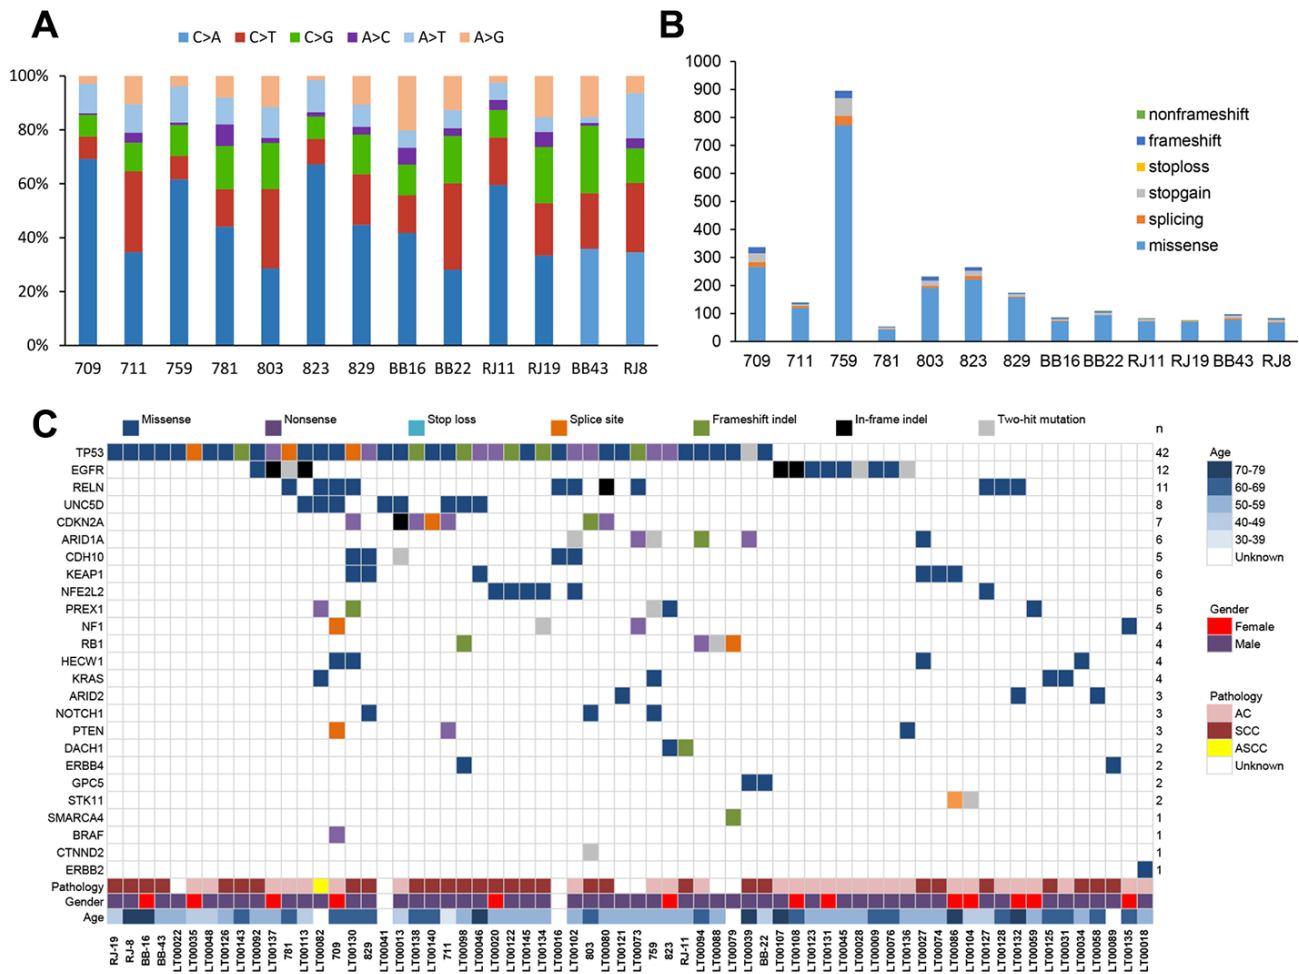 A
C>A C>T C>G A>C A>T A>G
100%
80%
60%
40%
20%
0%
709 711 759 781 803 823 829 BB16 BB22 RJ11 RJ19 BB43 RJ8
B
1000
900
800
700
600
500
400
300
200
100
0
nonframeshift
frameshift
stoploss
stopgain
splicing
missense
709 711 759 781 803 823 829 BB16 BB22 RJ11 RJ19 BB43 RJ8
C
Missense Nonsense Stop loss Splice site Frameshift indel In-frame indel Two-hit mutation n
TP53 42
EGFR 12
RELN 11
UNC5D 8
CDKN2A 7
ARID1A 6
CDH10 5
KEAP1 6
NFE2L2 6
PREX1 5
NF1 4
RB1 4
HECW1 4
KRAS 4
ARID2 3
NOTCH1 3
PTEN 3
DACH1 2
ERBB4 2
GPC5 2
STK11 2
SMARCA4 1
BRAF 1
CTNND2 1
ERBB2 1
Pathology
Gender
Age
RJ-19 RJ-8 BB-16 BB-43 LT00022 LT00035 LT00048 LT00126 LT00143 LT00092 LT00137 781 LT00113 LT00082 709 LT00130 829 LT00041 LT00013 LT00138 LT00140 711 LT00098 LT00046 LT00020 LT00122 LT00145 LT00134 LT00016 LT00102 803 LT00080 LT00121 LT00073 759 823 RJ-11 LT00094 LT00088 LT00079 LT00039 BB-22 LT00107 LT00108 LT00123 LT00131 LT00045 LT00028 LT00009 LT00076 LT00136 LT00027 LT00074 LT00086 LT00104 LT00127 LT00128 LT00132 LT00059 LT00125 LT00031 LT00034 LT00058 LT00089 LT00135 LT00018
Age
70-79
60-69
50-59
40-49
30-39
Unknown
Gender
Female
Male
Pathology
AC
SCC
ASCC
Unknown